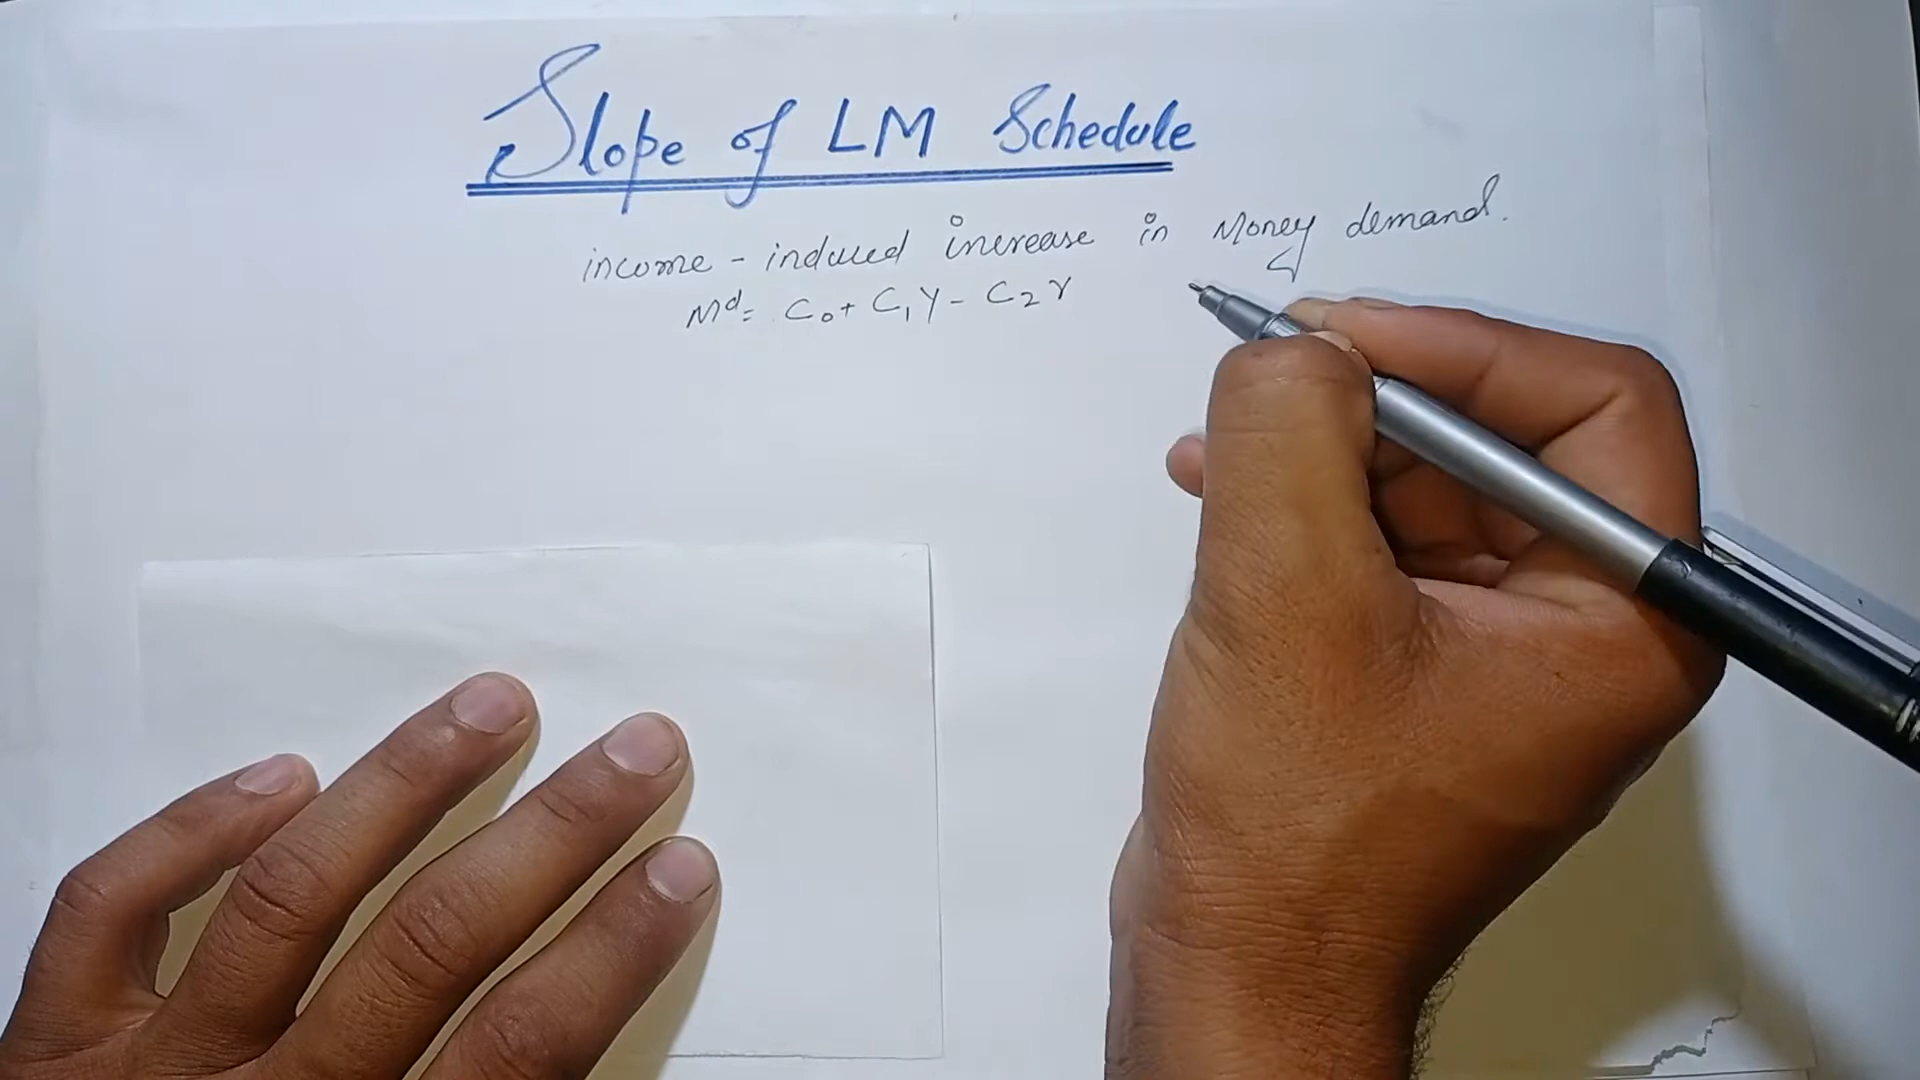 Slope of LM Schedule
income - induced increase in Money demand.
Mᵈ = C₀ + C₁Y - C₂r